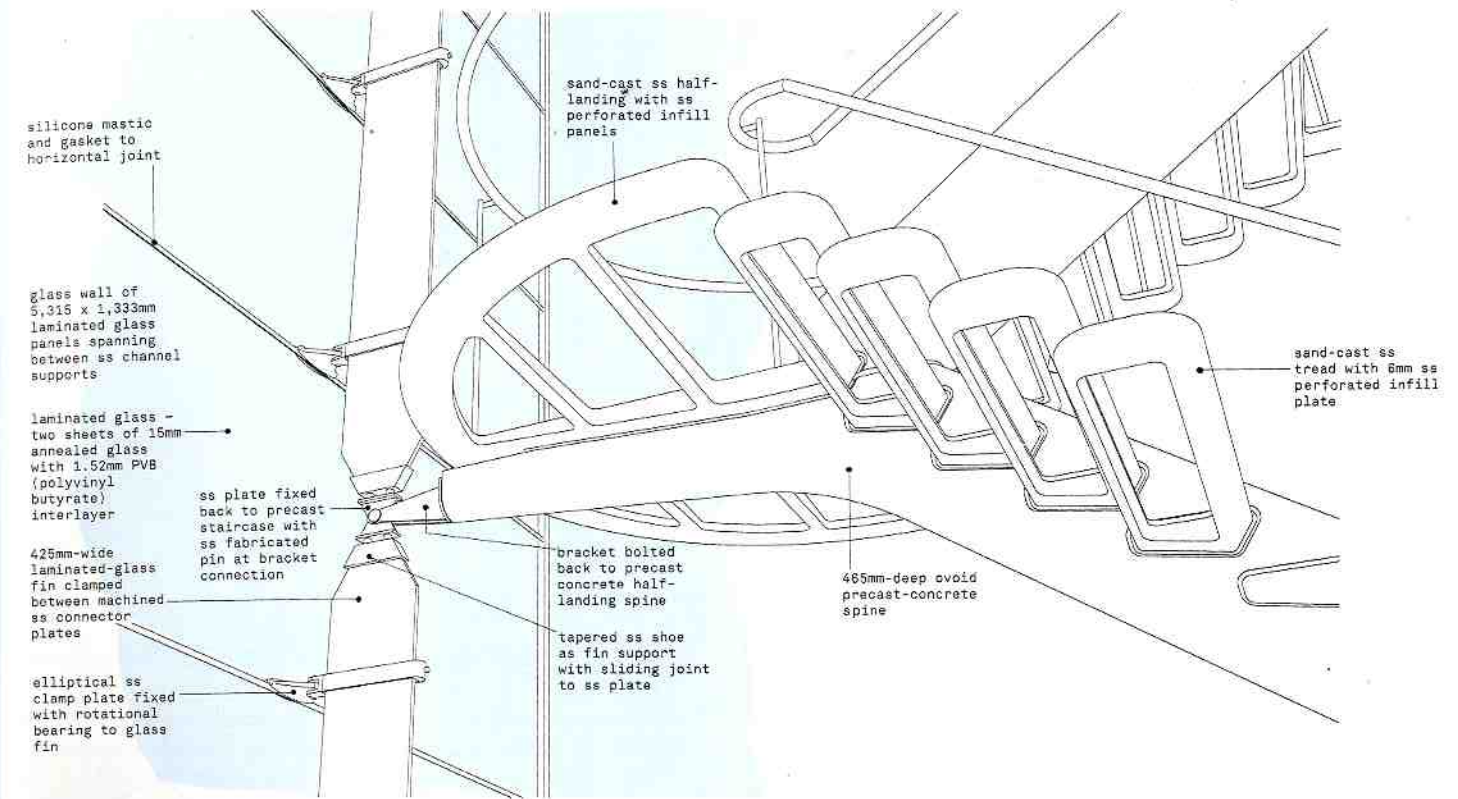 silicone mastic
and gasket to
horizontal joint
glass wall of
5,315 x 1,333mm
laminated glass
panels spanning
between ss channel
supports
laminated glass –
two sheets of 15mm
annealed glass
with 1.52mm PVB
(polyvinyl
butyrate)
interlayer
425mm-wide
laminated-glass
fin clamped
between machined
ss connector
plates
elliptical ss
clamp plate fixed
with rotational
bearing to glass
fin
ss plate fixed
back to precast
staircase with
ss fabricated
pin at bracket
connection
sand-cast ss half-
landing with ss
perforated infill
panels
bracket bolted
back to precast
concrete half-
landing spine
tapered ss shoe
as fin support
with sliding joint
to ss plate
465mm-deep ovoid
precast-concrete
spine
sand-cast ss
tread with 6mm ss
perforated infill
plate